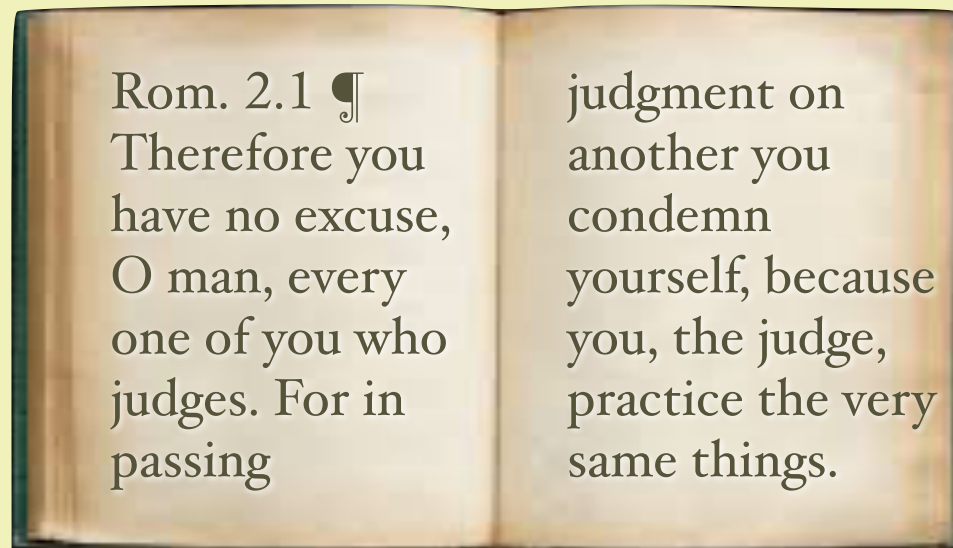 Rom. 2.1 ¶
Therefore you
have no excuse,
O man, every
one of you who
judges. For in
passing
judgment on
another you
condemn
yourself, because
you, the judge,
practice the very
same things.